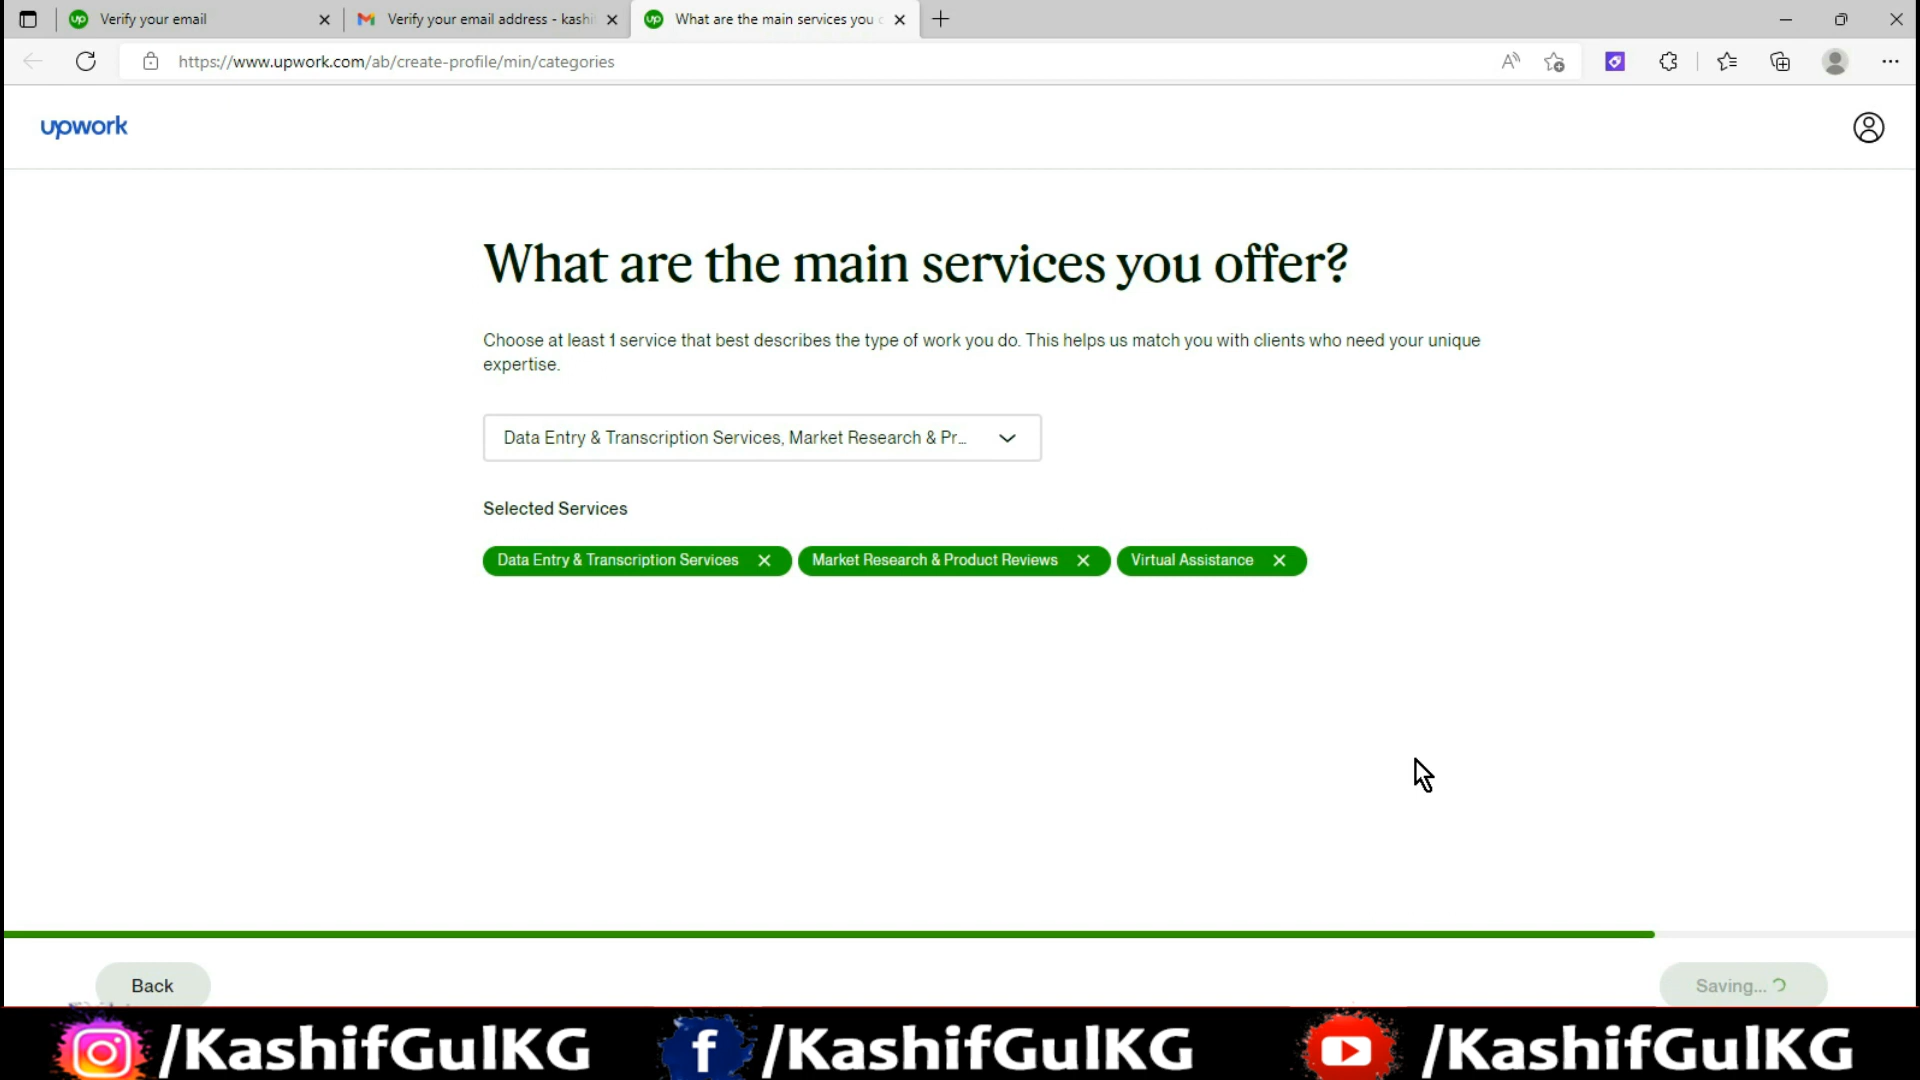 Verify your email
Verify your email address - kashi
What are the main services you
https://www.upwork.com/ab/create-profile/min/categories
upwork
What are the main services you offer?
Choose at least 1 service that best describes the type of work you do. This helps us match you with clients who need your unique
expertise.
Data Entry & Transcription Services, Market Research & Pr...
Selected Services
Data Entry & Transcription Services
Market Research & Product Reviews
Virtual Assistance
Back
Saving...
/KashifGulKG
/KashifGulKG
/KashifGulKG